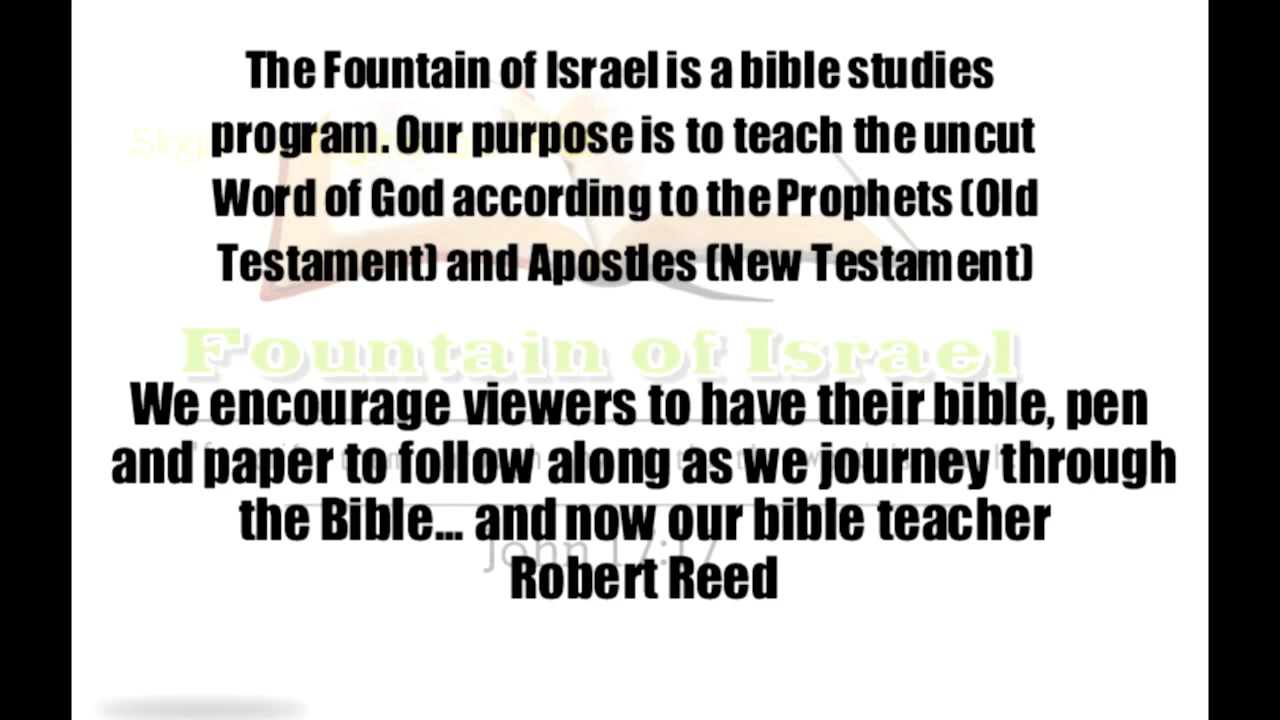 The Fountain of Israel is a bible studies
program. Our purpose is to teach the uncut
Word of God according to the Prophets (Old
Testament) and Apostles (New Testament)
Fountain of Israel
We encourage viewers to have their bible, pen
and paper to follow along as we journey through
the Bible... and now our bible teacher
John 17:17
Robert Reed